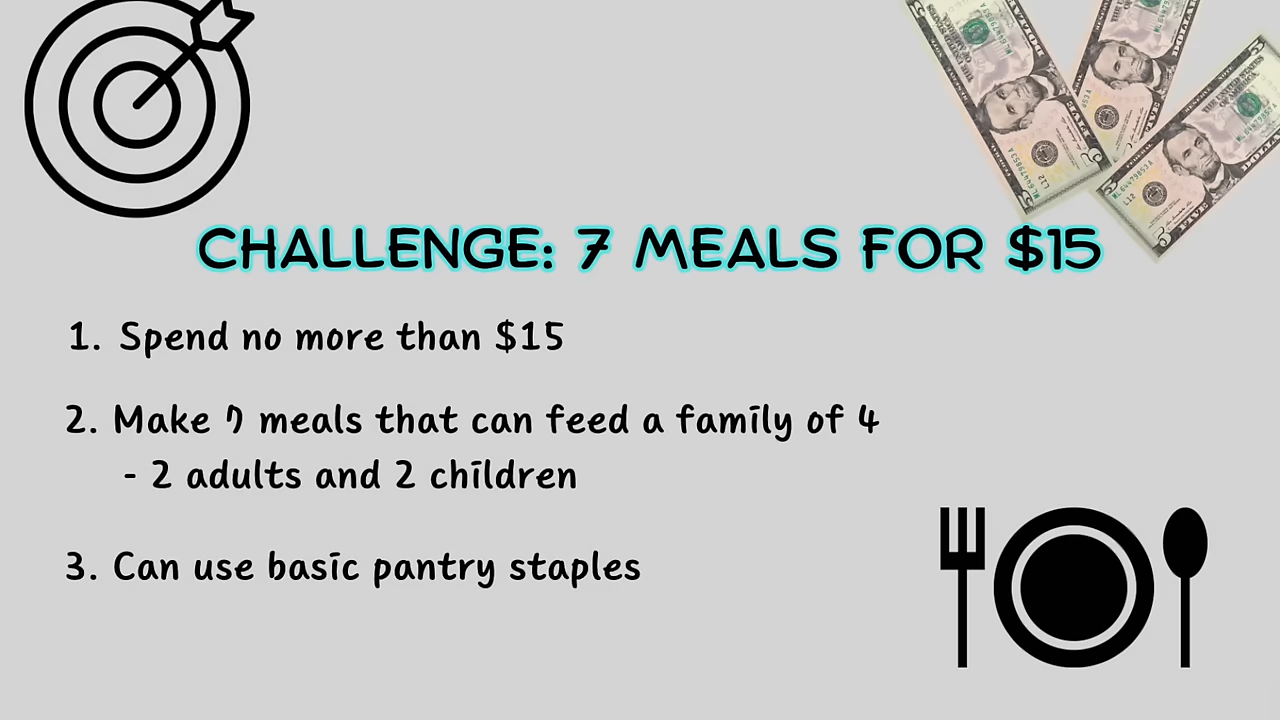 CHALLENGE: 7 MEALS FOR $15
1. Spend no more than $15
2. Make 7 meals that can feed a family of 4
- 2 adults and 2 children
3. Can use basic pantry staples